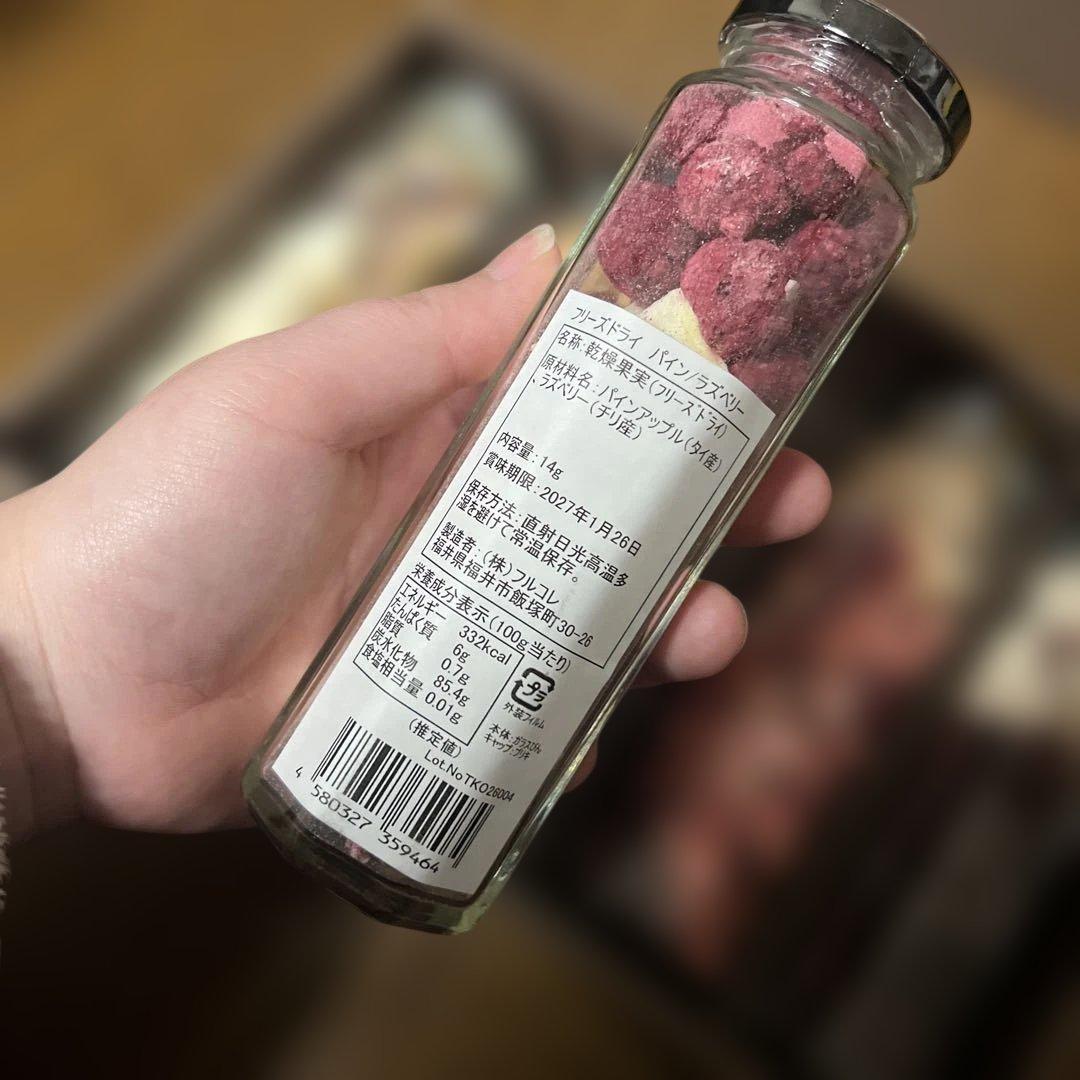 フリーズドライ パイン/ラズベリー
名称:乾燥果実(フリーズドライ)
原材料名:パインアップル(タイ産)
、ラズベリー(チリ産)
内容量:14g
賞味期限:2027年1月26日
保存方法:直射日光高温多
湿を避けて常温保存。
製造者:(株)フルコレ
福井県福井市飯塚町30-26
栄養成分表示(100g当たり)
エネルギー 332kcal
たんぱく質 6g
脂質 0.7g
炭水化物 85.4g
食塩相当量 0.01g
(推定値)
プラ
外装フィルム
本体:ガラスびん
キャップ:ブリキ
Lot.NoTKO26004
4 580327 359464